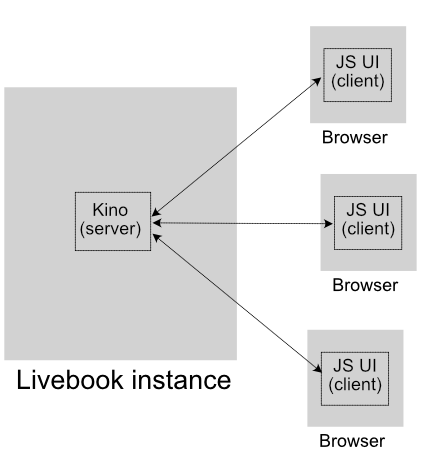 JS UI
(client)
Browser
Kino
(server)
JS UI
(client)
Browser
Livebook instance
JS UI
(client)
Browser